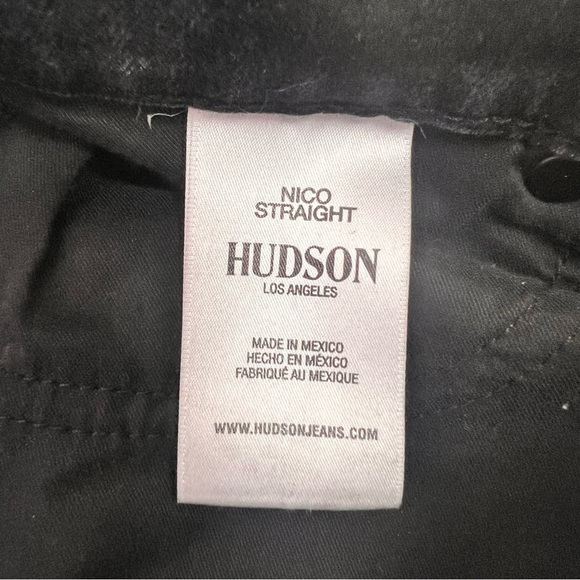 NICO
STRAIGHT
HUDSON
LOS ANGELES
MADE IN MEXICO
HECHO EN MÉXICO
FABRIQUÉ AU MEXIQUE
WWW.HUDSONJEANS.COM